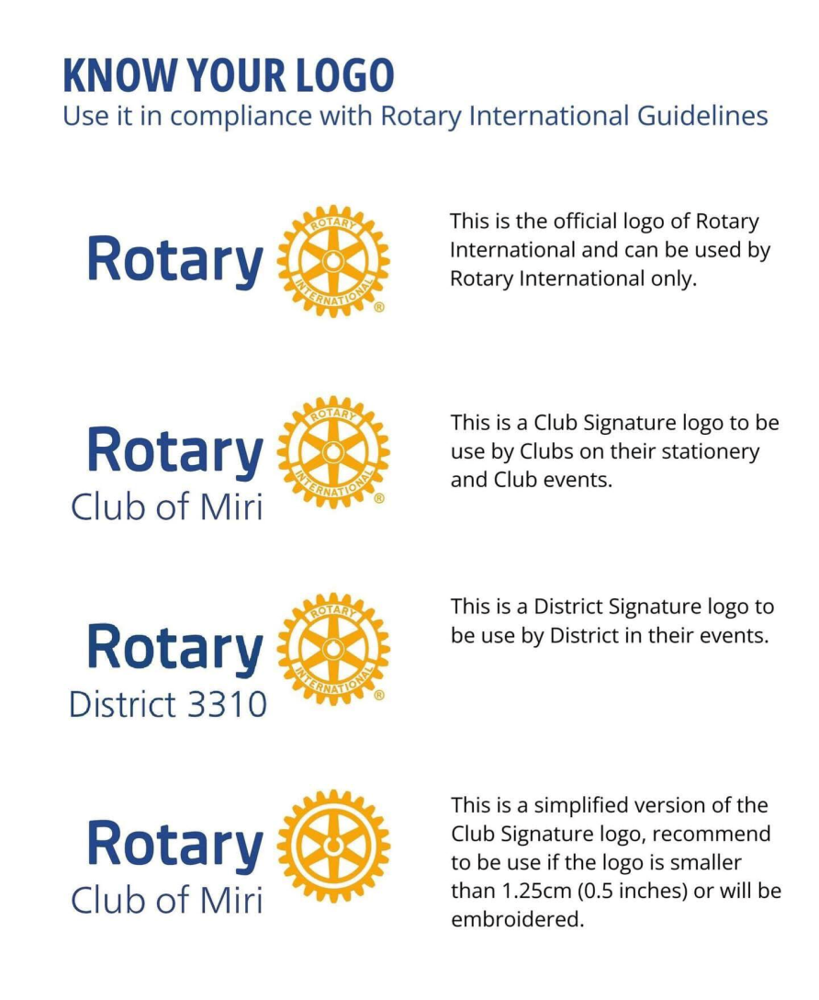 KNOW YOUR LOGO
Use it in compliance with Rotary International Guidelines
Rotary
ROTARY
INTERNATIONAL
®
This is the official logo of Rotary
International and can be used by
Rotary International only.
Rotary
Club of Miri
ROTARY
INTERNATIONAL
®
This is a Club Signature logo to be
use by Clubs on their stationery
and Club events.
Rotary
District 3310
ROTARY
INTERNATIONAL
®
This is a District Signature logo to
be use by District in their events.
Rotary
Club of Miri
This is a simplified version of the
Club Signature logo, recommend
to be use if the logo is smaller
than 1.25cm (0.5 inches) or will be
embroidered.